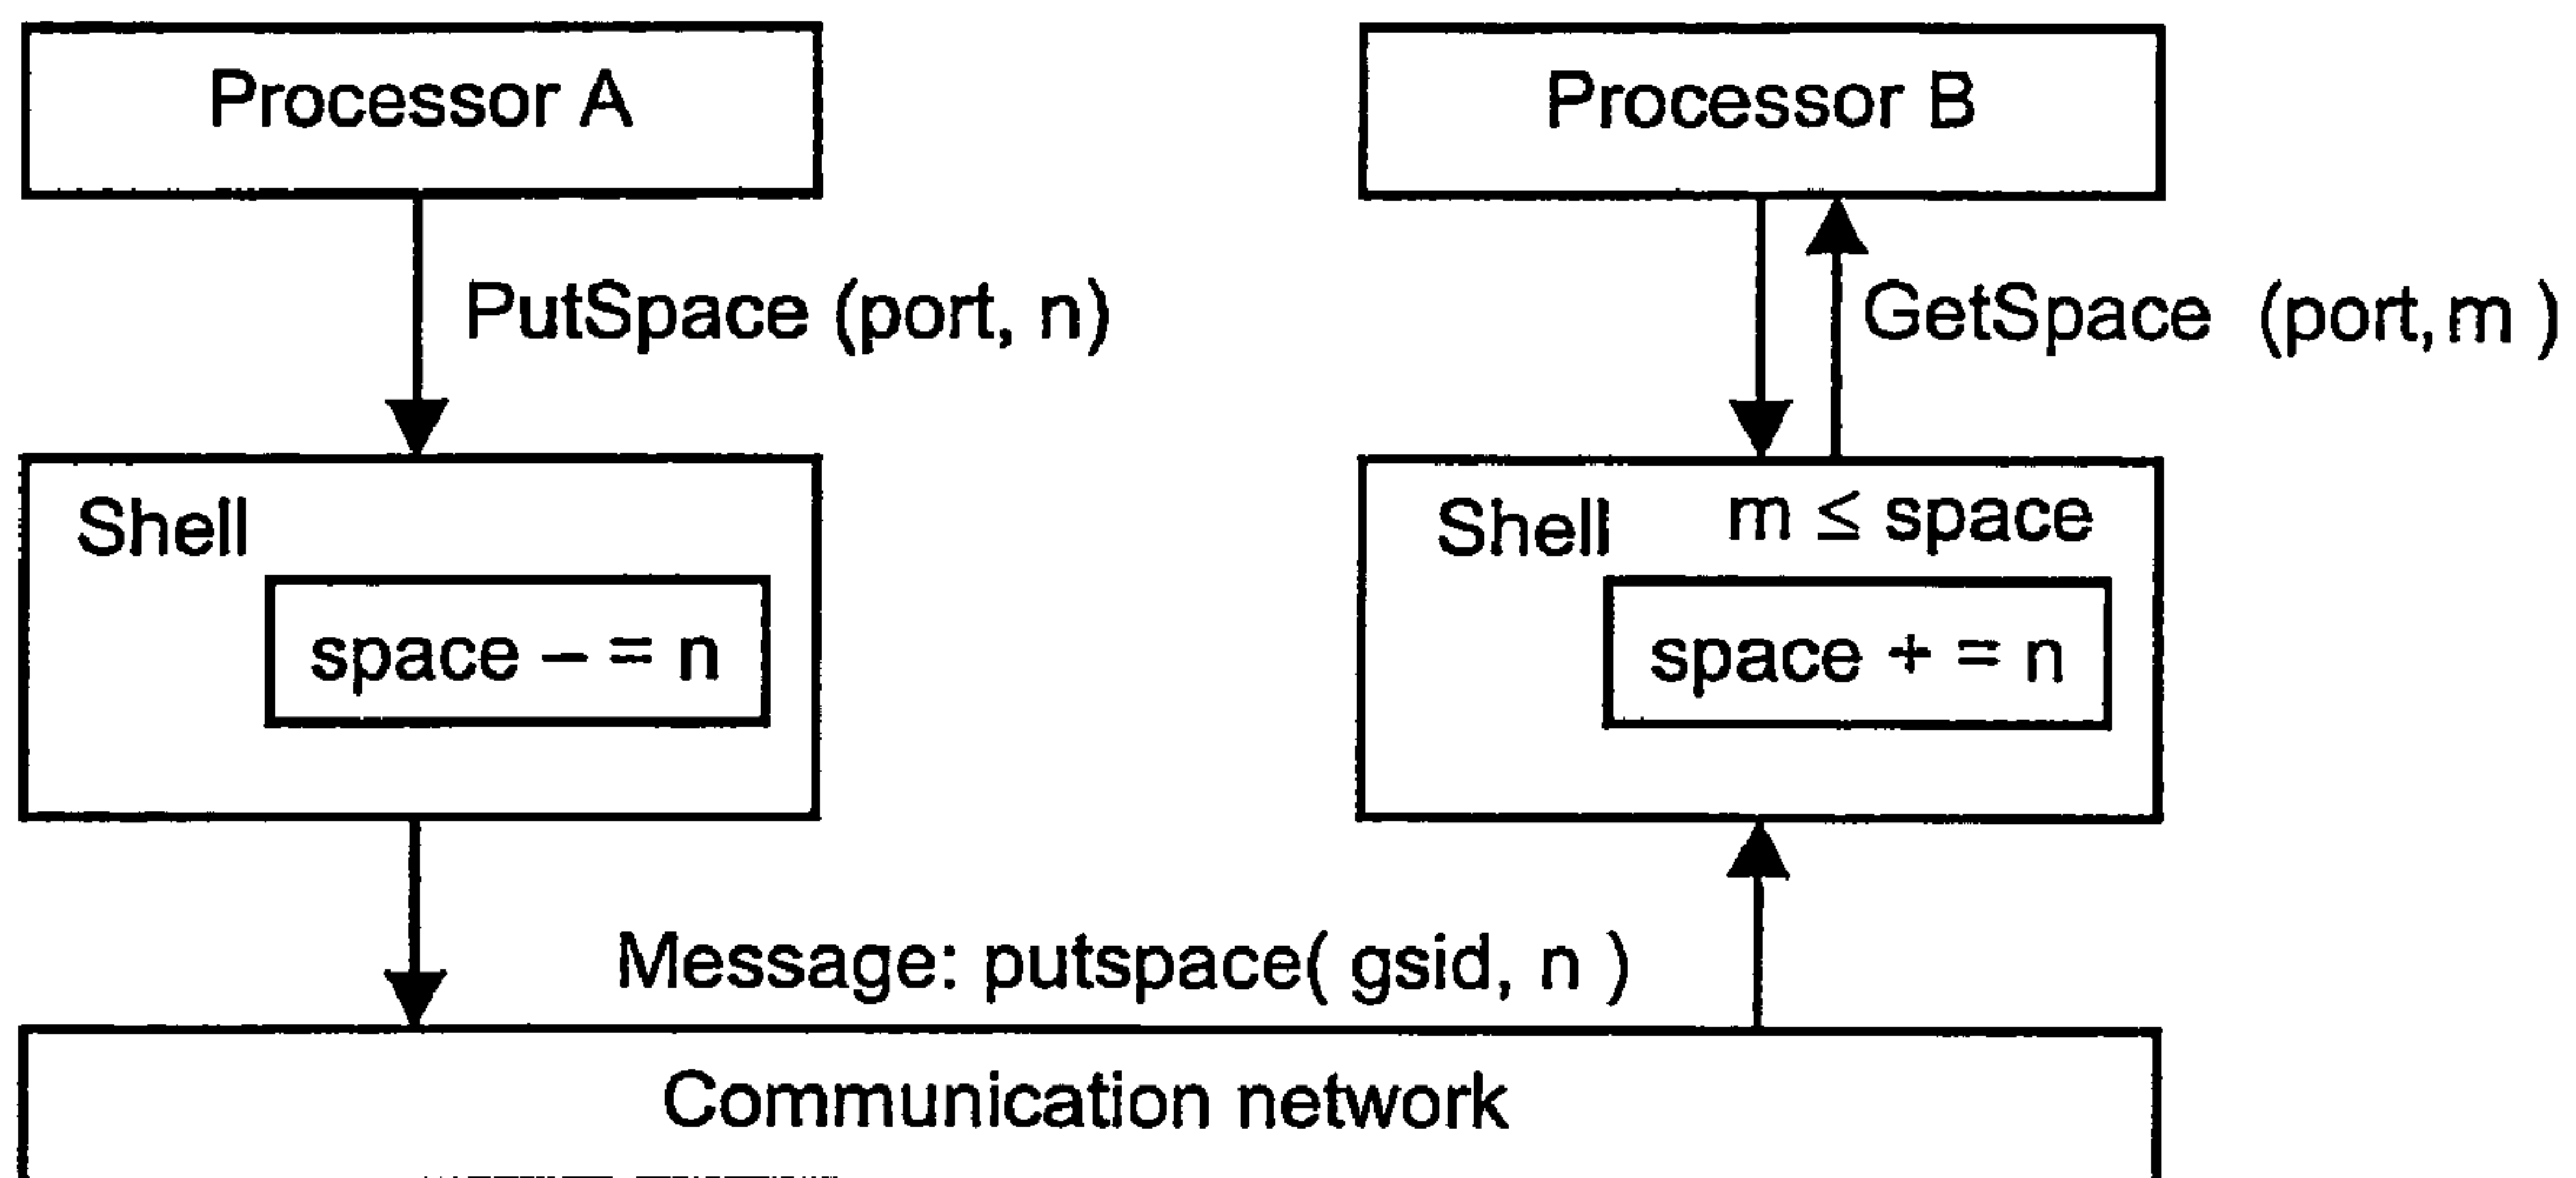 Processor A
Processor B
PutSpace (port, n)
GetSpace (port, m )
Shell
space – = n
Shell
m ≤ space
space + = n
Message: putspace( gsid, n )
Communication network